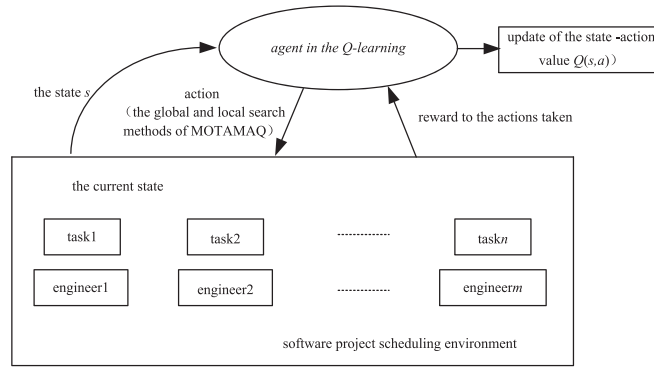 agent in the Q-learning
update of the state -action
value Q(s,a)）
the state s
action
（the global and local search
methods of MOTAMAQ)
reward to the actions taken
the current state
task1
task2
taskn
engineer1
engineer2
engineerm
software project scheduling environment